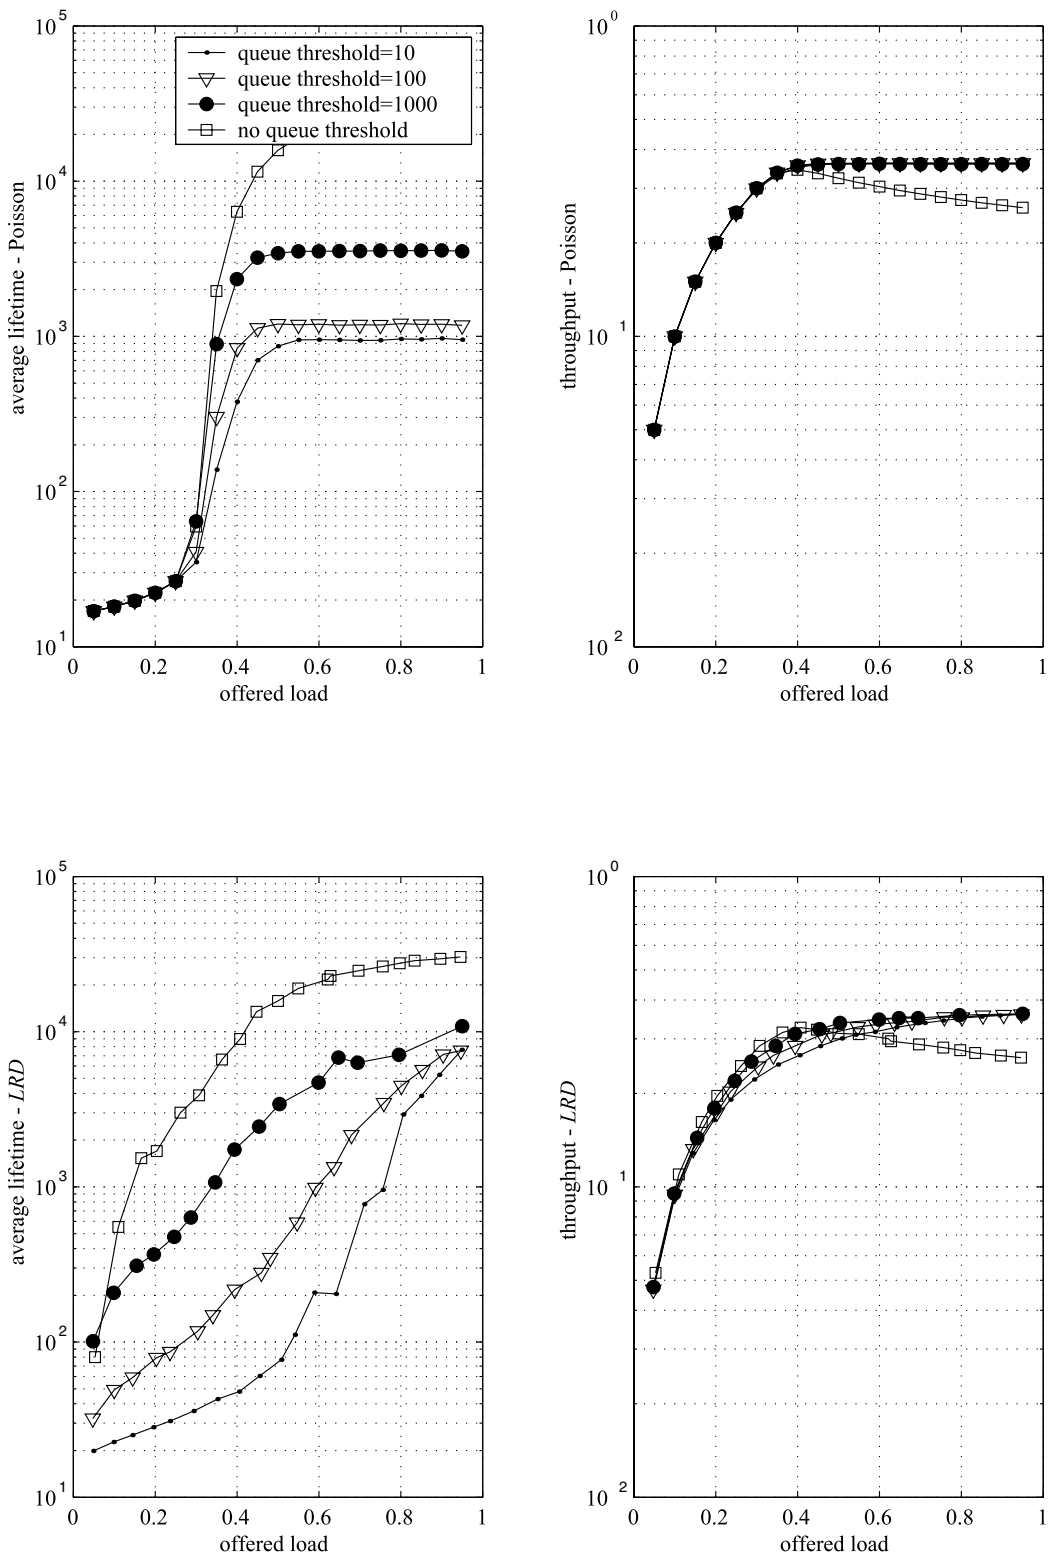 10^5
queue threshold=10
queue threshold=100
queue threshold=1000
no queue threshold
10^4
10^3
10^2
10^1
average lifetime - Poisson
0 0.2 0.4 0.6 0.8 1
offered load
10^0
10^1
10^2
throughput - Poisson
0 0.2 0.4 0.6 0.8 1
offered load
10^5
10^4
10^3
10^2
10^1
average lifetime - LRD
0 0.2 0.4 0.6 0.8 1
offered load
10^0
10^1
10^2
throughput - LRD
0 0.2 0.4 0.6 0.8 1
offered load